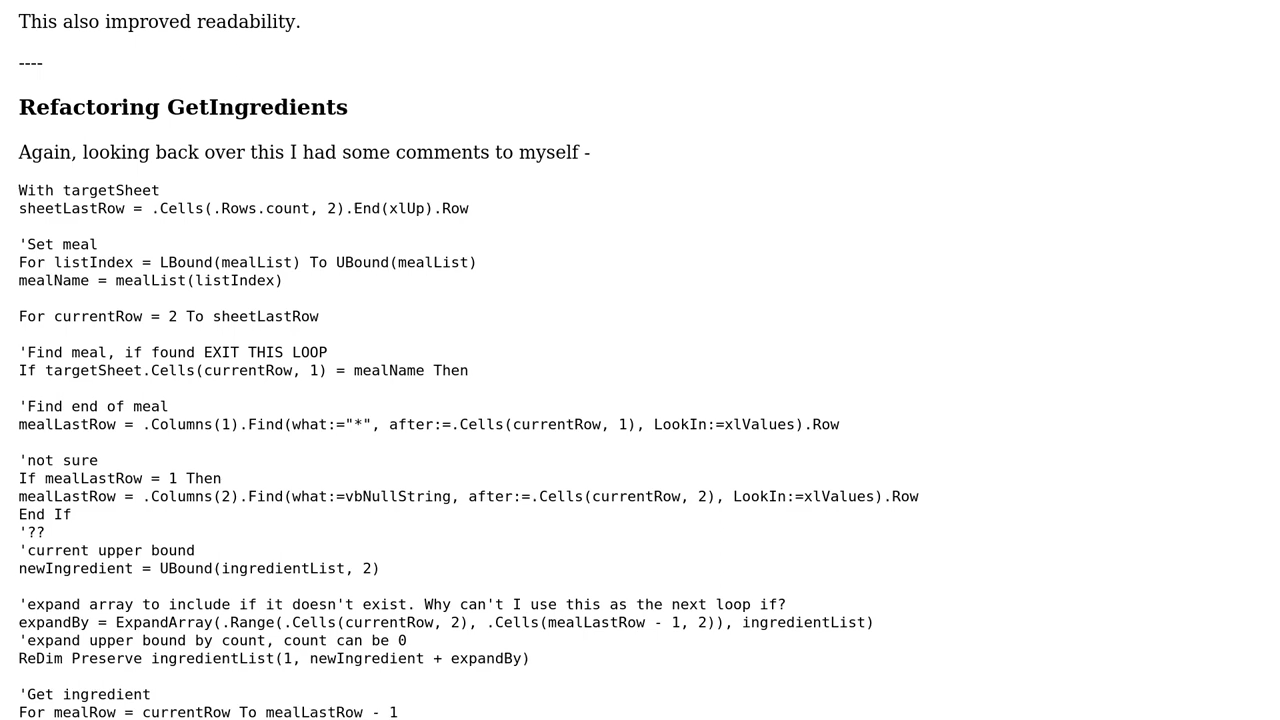 This also improved readability.
----
Refactoring GetIngredients
Again, looking back over this I had some comments to myself -
With targetSheet
sheetLastRow = .Cells(.Rows.count, 2).End(xlUp).Row
'Set meal
For listIndex = LBound(mealList) To UBound(mealList)
mealName = mealList(listIndex)
For currentRow = 2 To sheetLastRow
'Find meal, if found EXIT THIS LOOP
If targetSheet.Cells(currentRow, 1) = mealName Then
'Find end of meal
mealLastRow = .Columns(1).Find(what:="*", after:=.Cells(currentRow, 1), LookIn:=xlValues).Row
'not sure
If mealLastRow = 1 Then
mealLastRow = .Columns(2).Find(what:=vbNullString, after:=.Cells(currentRow, 2), LookIn:=xlValues).Row
End If
'??
'current upper bound
newIngredient = UBound(ingredientList, 2)
'expand array to include if it doesn't exist. Why can't I use this as the next loop if?
expandBy = ExpandArray(.Range(.Cells(currentRow, 2), .Cells(mealLastRow - 1, 2)), ingredientList)
'expand upper bound by count, count can be 0
ReDim Preserve ingredientList(1, newIngredient + expandBy)
'Get ingredient
For mealRow = currentRow To mealLastRow - 1